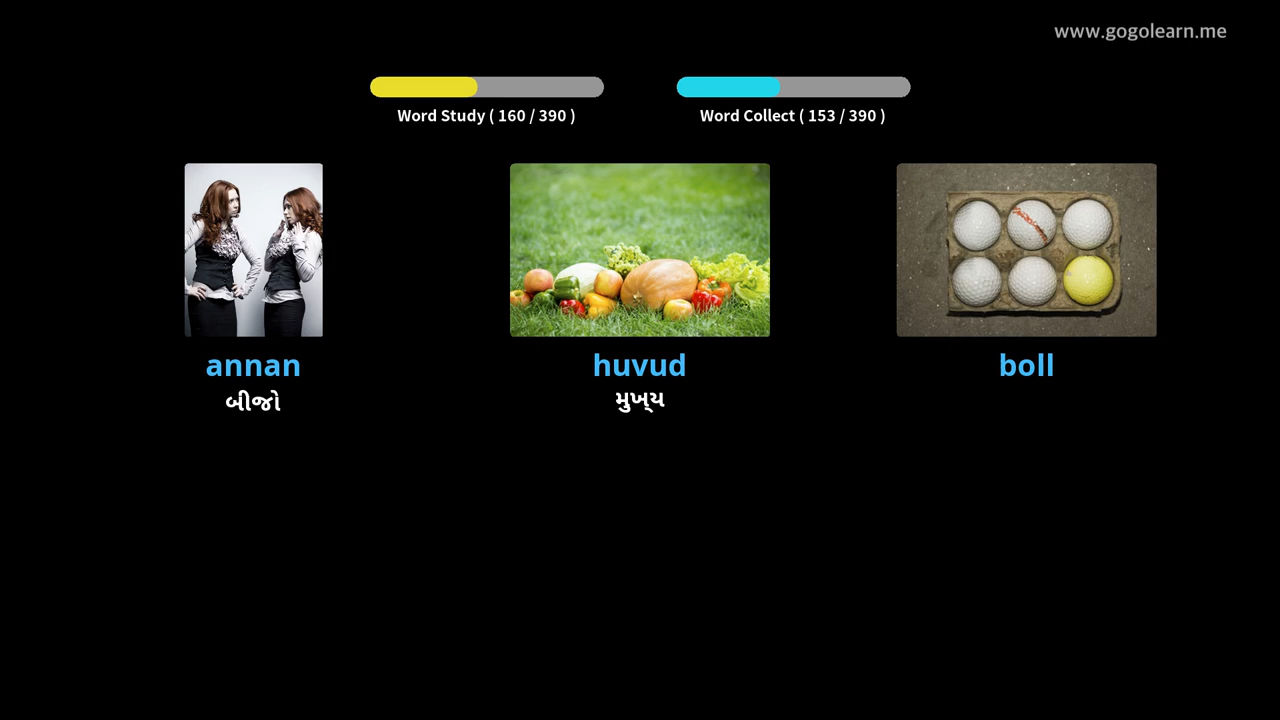 www.gogolearn.me
Word Study ( 160 / 390 )
Word Collect ( 153 / 390 )
annan
huvud
boll
બીજો
મુખ્ય